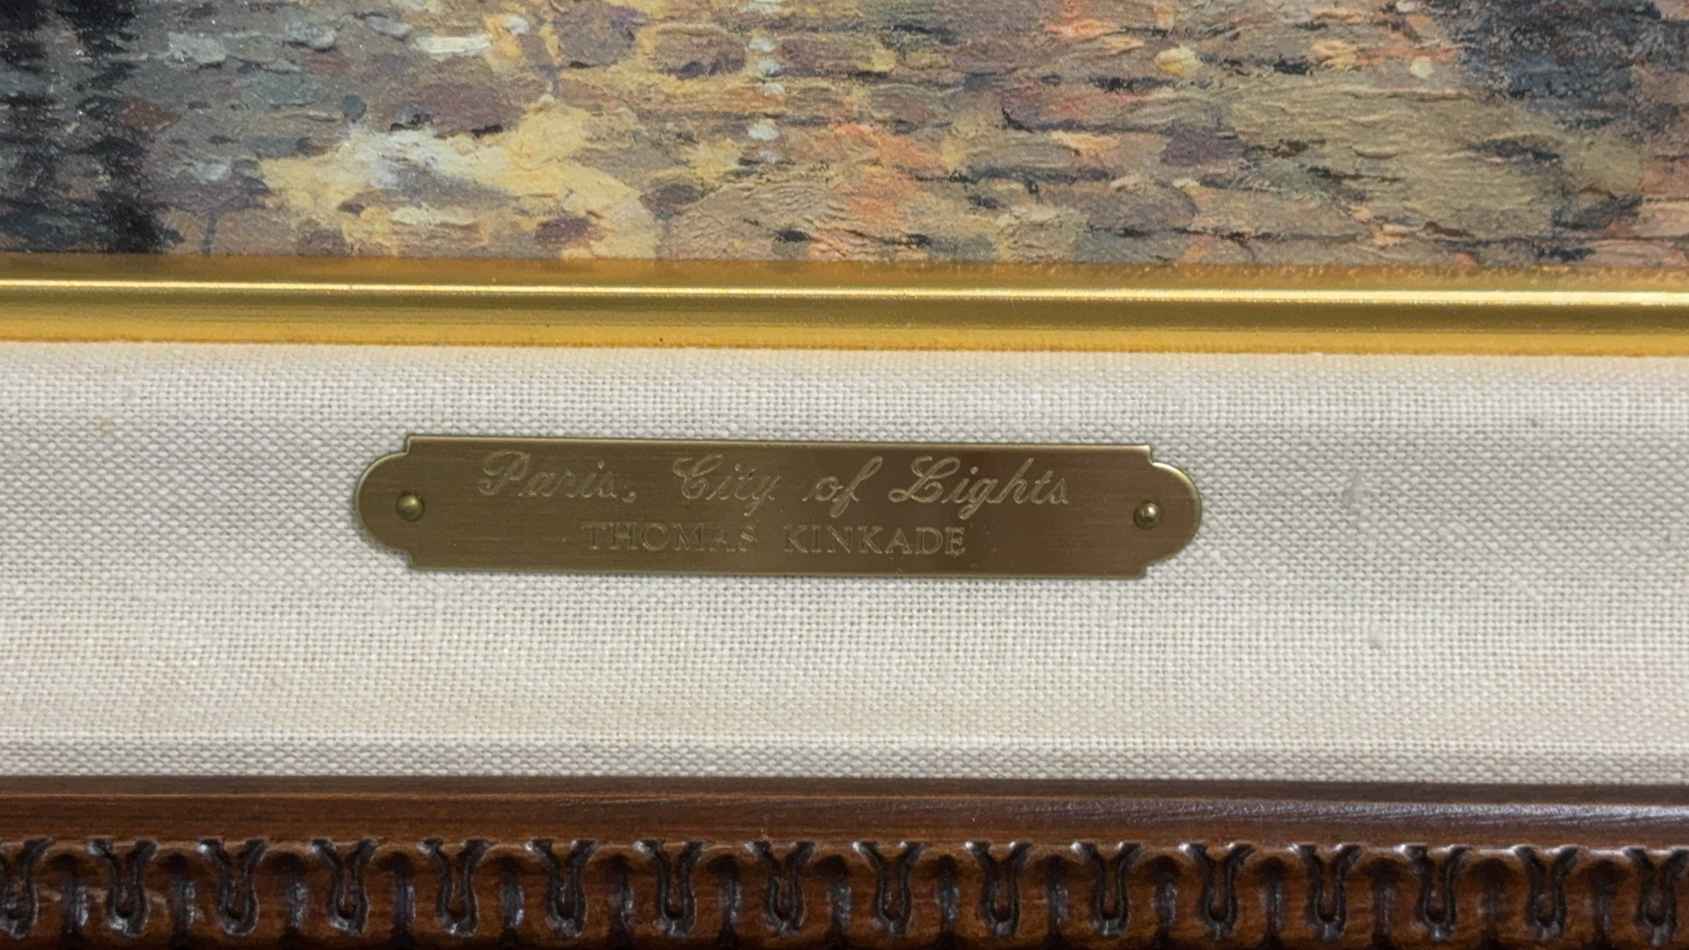 Paris, City of Lights
THOMAS KINKADE